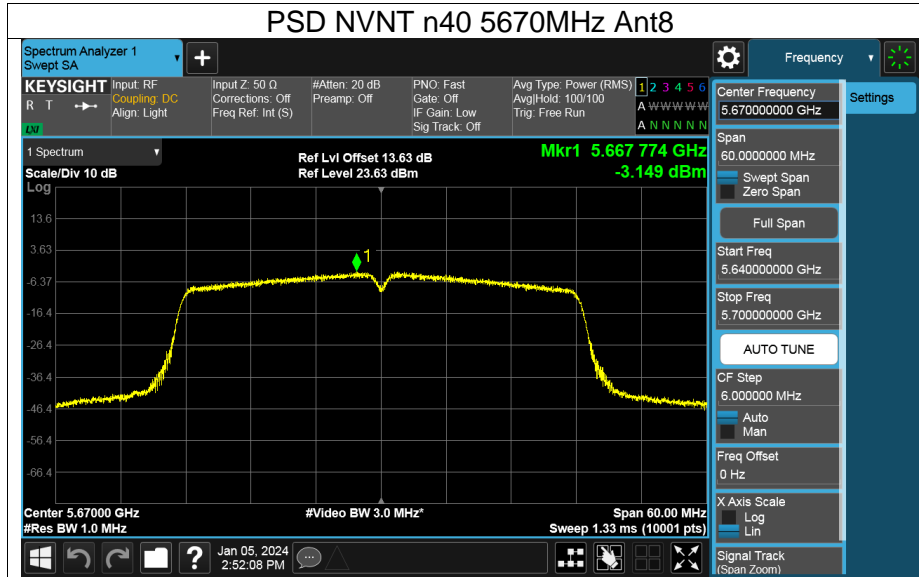 PSD NVNT n40 5670MHz Ant8
Spectrum Analyzer 1
Swept SA
+
Frequency
KEYSIGHT
R T
LXI
Input: RF
Coupling: DC
Align: Light
Input Z: 50 Ω
Corrections: Off
Freq Ref: Int (S)
#Atten: 20 dB
Preamp: Off
PNO: Fast
Gate: Off
IF Gain: Low
Sig Track: Off
Avg Type: Power (RMS)
Avg|Hold: 100/100
Trig: Free Run
1 2 3 4 5 6
A W W W W W
A N N N N N
1 Spectrum
Scale/Div 10 dB
Ref Lvl Offset 13.63 dB
Ref Level 23.63 dBm
Mkr1 5.667 774 GHz
-3.149 dBm
Log
13.6
3.63
-6.37
-16.4
-26.4
-36.4
-46.4
-56.4
-66.4
1
Center 5.67000 GHz
#Res BW 1.0 MHz
#Video BW 3.0 MHz*
Span 60.00 MHz
Sweep 1.33 ms (10001 pts)
Center Frequency
5.670000000 GHz
Settings
Span
60.0000000 MHz
Swept Span
Zero Span
Full Span
Start Freq
5.640000000 GHz
Stop Freq
5.700000000 GHz
AUTO TUNE
CF Step
6.000000 MHz
Auto
Man
Freq Offset
0 Hz
X Axis Scale
Log
Lin
Signal Track
(Span Zoom)
?
Jan 05, 2024
2:52:08 PM